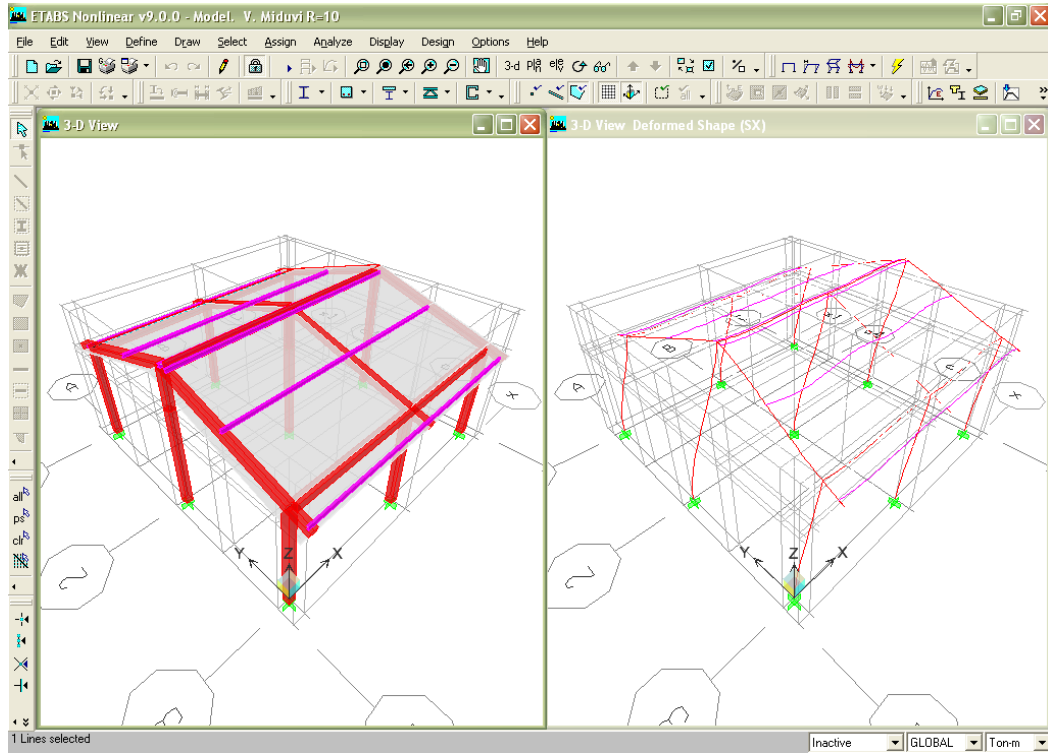 ETABS Nonlinear v9.0.0 - Model. V. Miduvi R=10
File Edit View Define Draw Select Assign Analyze Display Design Options Help
3-d
all
ps
clr
3-D View
3-D View Deformed Shape (SX)
A
B
X
A
X
Y Z X
Y Z X
1 Lines selected
Inactive GLOBAL Ton-m